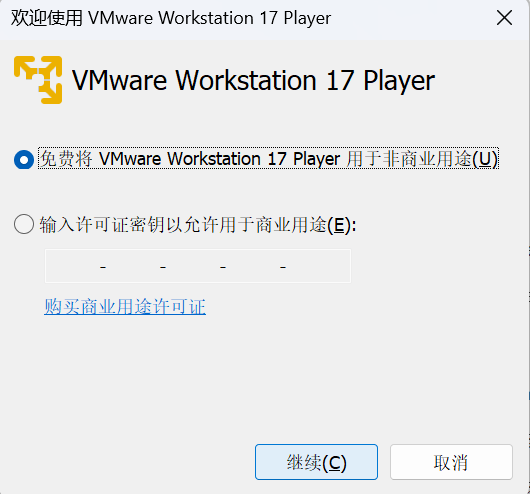 欢迎使用 VMware Workstation 17 Player
VMware Workstation 17 Player
免费将 VMware Workstation 17 Player 用于非商业用途(U)
输入许可证密钥以允许用于商业用途(E):
- - - -
购买商业用途许可证
继续(C)
取消